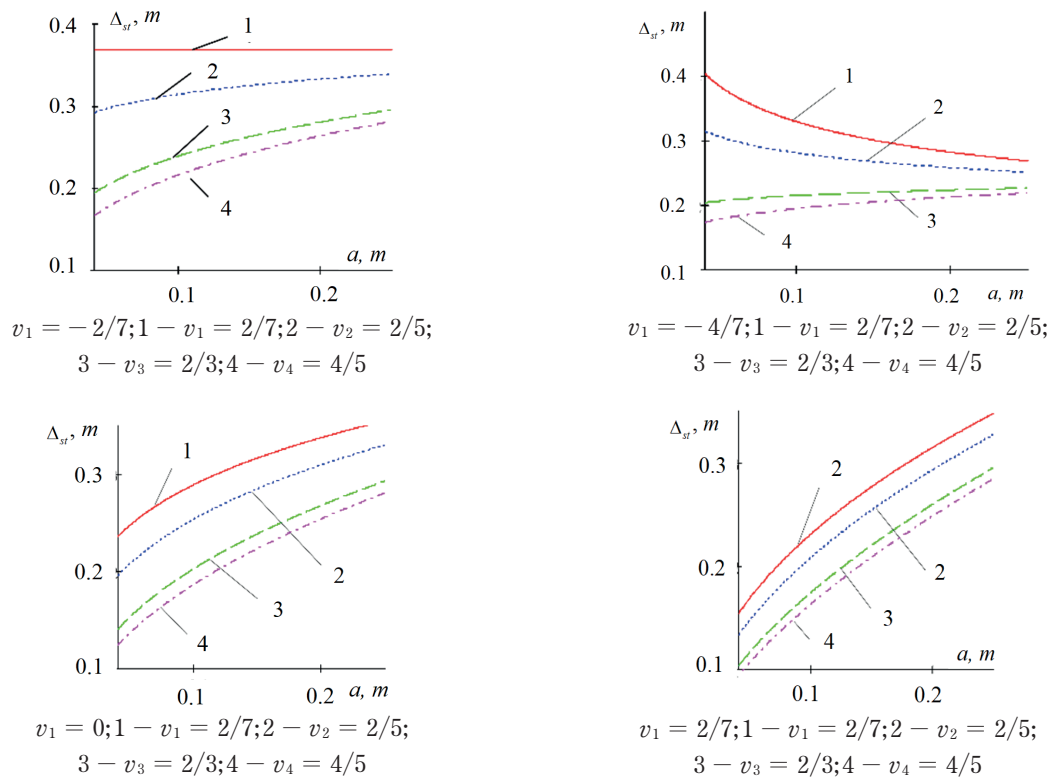 Δst, m
0.4
1
2
0.3
3
0.2
4
a, m
0.1
0.1
0.2
v₁ = − 2/7;1 − v₁ = 2/7;2 − v₂ = 2/5;
3 − v₃ = 2/3;4 − v₄ = 4/5
Δst, m
0.4
1
2
0.3
0.2
3
4
0.1
0.1
0.2
a, m
v₁ = − 4/7;1 − v₁ = 2/7;2 − v₂ = 2/5;
3 − v₃ = 2/3;4 − v₄ = 4/5
Δst, m
1
0.3
2
0.2
3
4
0.1
0.1
0.2
a, m
v₁ = 0;1 − v₁ = 2/7;2 − v₂ = 2/5;
3 − v₃ = 2/3;4 − v₄ = 4/5
Δst, m
2
0.3
2
0.2
3
4
a, m
0.1
0.1
0.2
v₁ = 2/7;1 − v₁ = 2/7;2 − v₂ = 2/5;
3 − v₃ = 2/3;4 − v₄ = 4/5